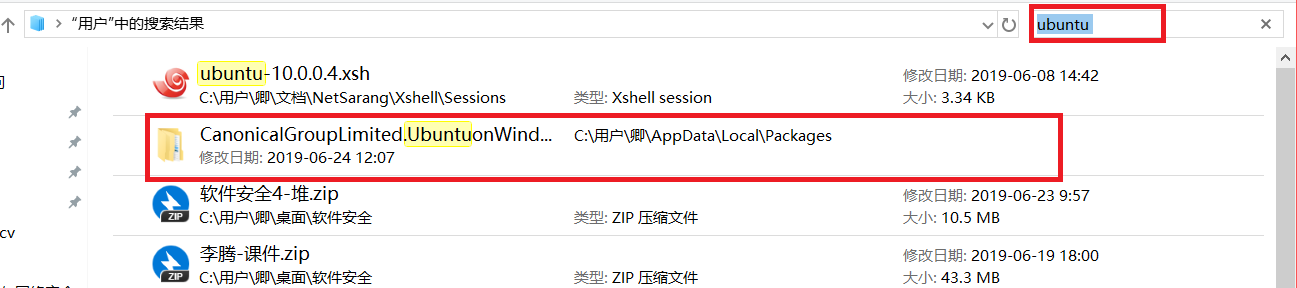 "用户"中的搜索结果
ubuntu
ubuntu-10.0.0.4.xsh
修改日期: 2019-06-08 14:42
C:\用户\卿\文档\NetSarang\Xshell\Sessions
类型: Xshell session
大小: 3.34 KB
CanonicalGroupLimited.UbuntuonWind...
C:\用户\卿\AppData\Local\Packages
修改日期: 2019-06-24 12:07
软件安全4-堆.zip
修改日期: 2019-06-23 9:57
C:\用户\卿\桌面\软件安全
类型: ZIP 压缩文件
大小: 10.5 MB
cv
李腾-课件.zip
修改日期: 2019-06-19 18:00
C:\用户\卿\桌面\软件安全
类型: ZIP 压缩文件
大小: 43.3 MB
ZIP
ZIP